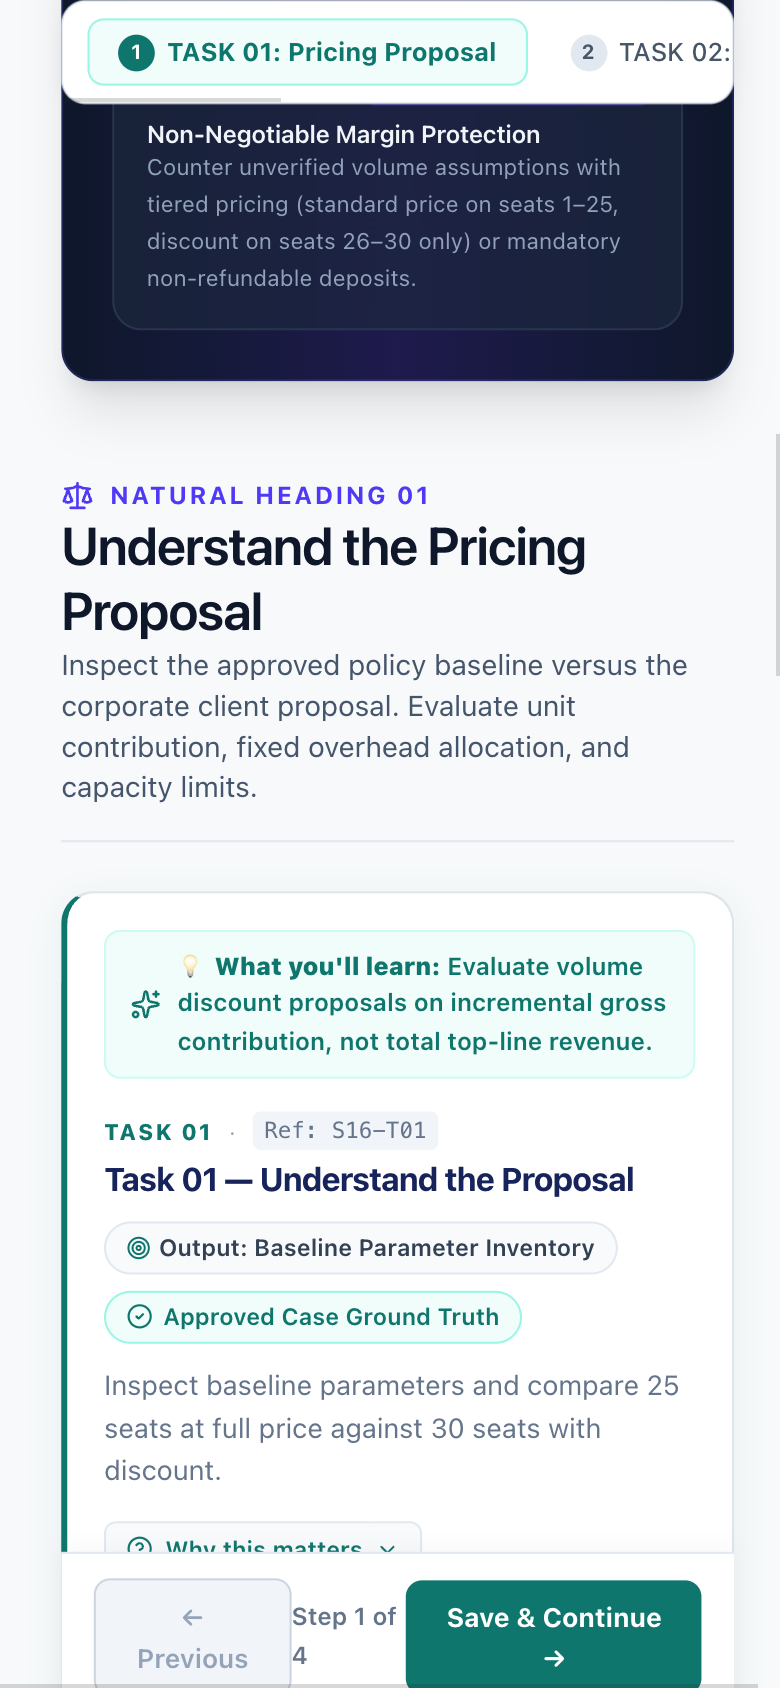 1 TASK 01: Pricing Proposal 2 TASK 02:
Non-Negotiable Margin Protection
Counter unverified volume assumptions with
tiered pricing (standard price on seats 1–25,
discount on seats 26–30 only) or mandatory
non-refundable deposits.
NATURAL HEADING 01
Understand the Pricing
Proposal
Inspect the approved policy baseline versus the
corporate client proposal. Evaluate unit
contribution, fixed overhead allocation, and
capacity limits.
💡 What you'll learn: Evaluate volume
discount proposals on incremental gross
contribution, not total top-line revenue.
TASK 01 · Ref: S16-T01
Task 01 — Understand the Proposal
Output: Baseline Parameter Inventory
Approved Case Ground Truth
Inspect baseline parameters and compare 25
seats at full price against 30 seats with
discount.
Why this matters
← Previous
Step 1 of 4
Save & Continue →